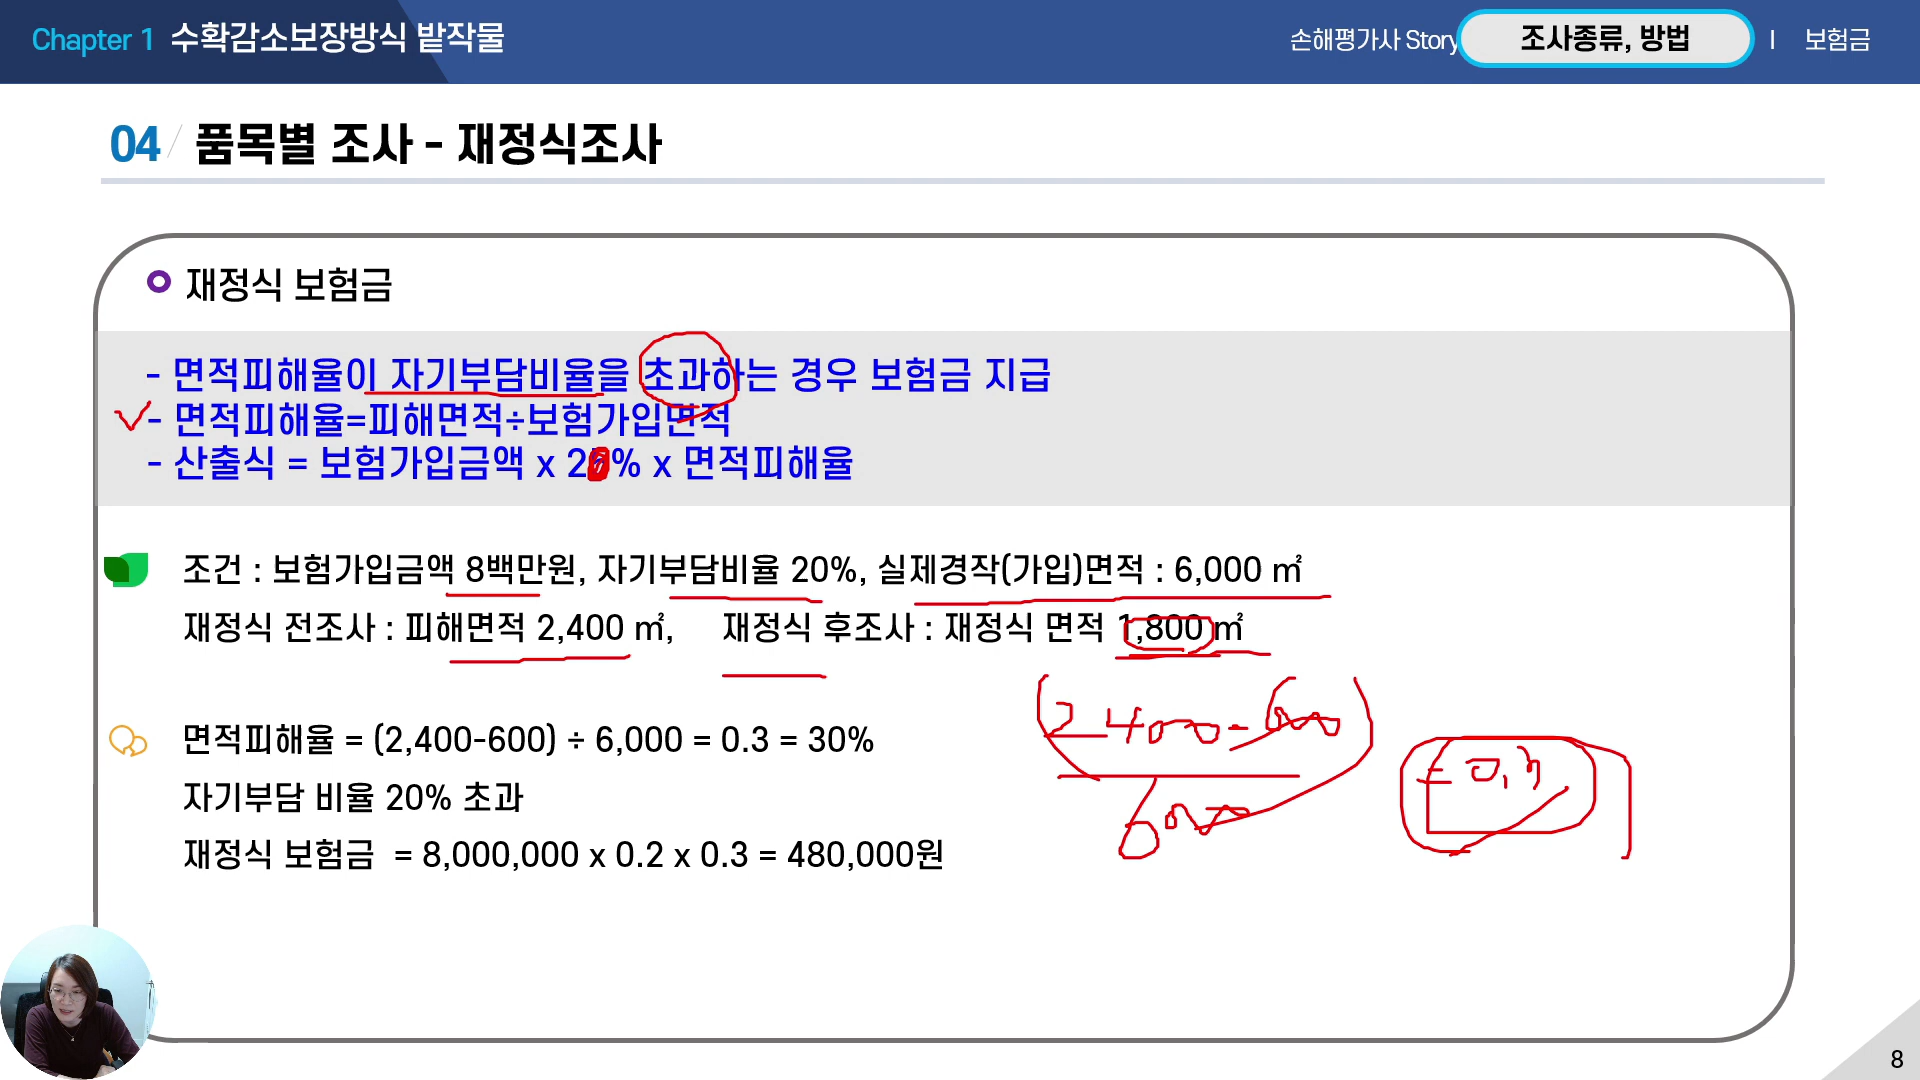 Chapter 1 수확감소보장방식 밭작물
손해평가사 Story 조사종류, 방법 | 보험금
04 / 품목별 조사 - 재정식조사
재정식 보험금
- 면적피해율이 자기부담비율을 초과하는 경우 보험금 지급
- 면적피해율=피해면적÷보험가입면적
- 산출식 = 보험가입금액 x 20% x 면적피해율
조건 : 보험가입금액 8백만원, 자기부담비율 20%, 실제경작(가입)면적 : 6,000 ㎡
재정식 전조사 : 피해면적 2,400 ㎡, 재정식 후조사 : 재정식 면적 1,800 ㎡
(2400-600)
6000
= 0.3
면적피해율 = (2,400-600) ÷ 6,000 = 0.3 = 30%
자기부담 비율 20% 초과
재정식 보험금 = 8,000,000 x 0.2 x 0.3 = 480,000원
8